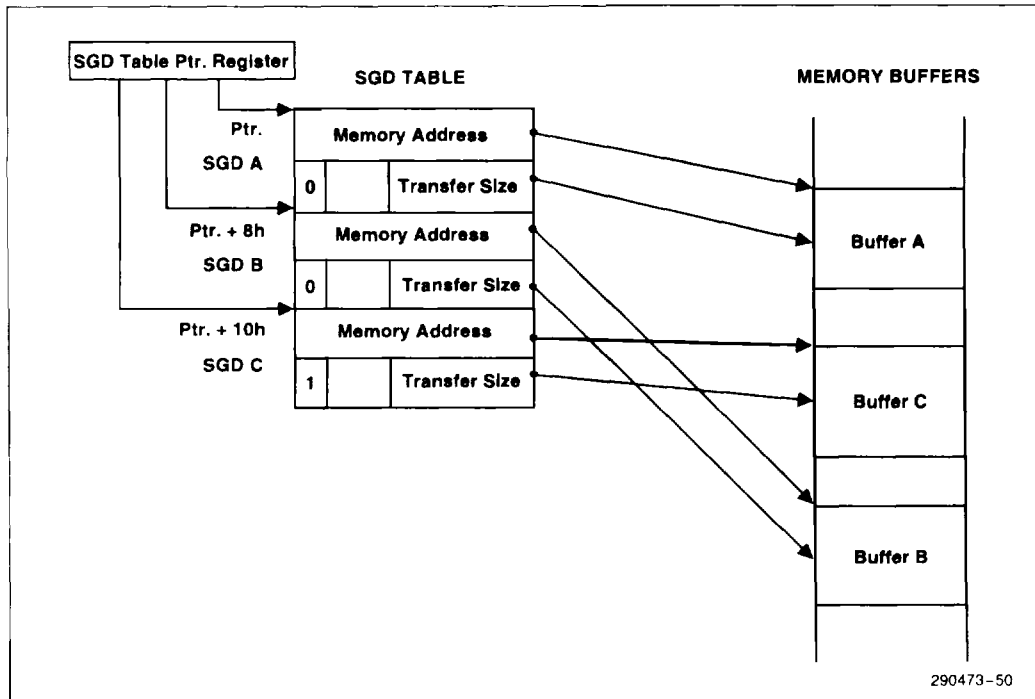 SGD Table Ptr. Register
SGD TABLE
MEMORY BUFFERS
Ptr.
SGD A
Memory Address
0
Transfer Size
Ptr. + 8h
SGD B
Memory Address
0
Transfer Size
Ptr. + 10h
SGD C
Memory Address
1
Transfer Size
Buffer A
Buffer C
Buffer B
290473-50